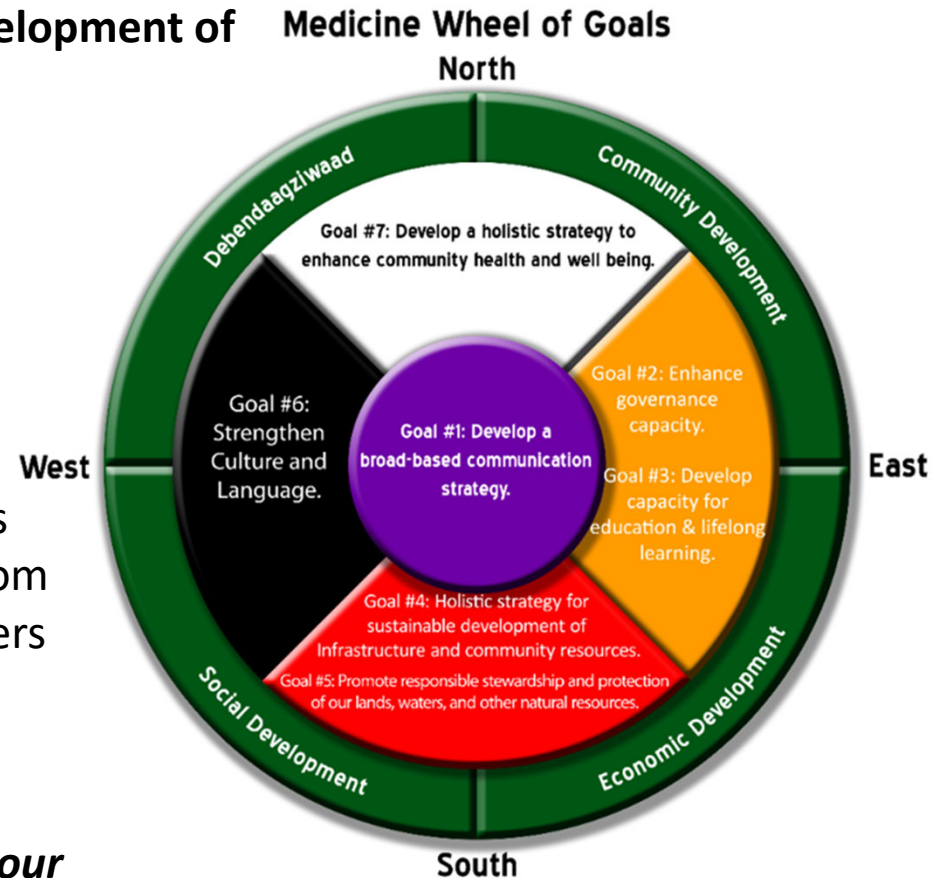 elopment of
Medicine Wheel of Goals
North
Debendaagziwaad
Community Development
Goal #7: Develop a holistic strategy to
enhance community health and well being.
Goal #2: Enhance
governance
capacity.
Goal #6:
Strengthen
Culture and
Language.
Goal #1: Develop a
broad-based communication
strategy.
West
East
Goal #3: Develop
capacity for
education & lifelong
learning.
s
om
ers
Goal #4: Holistic strategy for
sustainable development of
Infrastructure and community resources.
Goal #5: Promote responsible stewardship and protection
of our lands, waters, and other natural resources.
Social Development
Economic Development
our
South